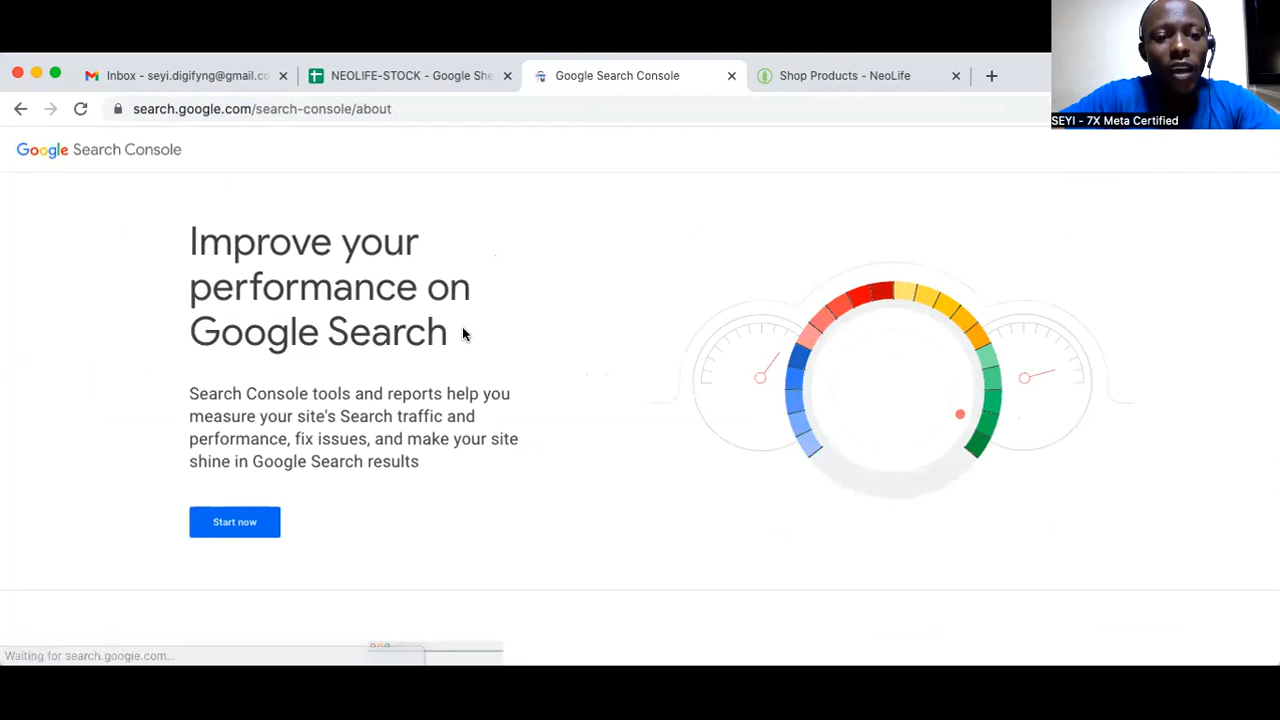 Inbox - seyi.digifyng@gmail.co
NEOLIFE-STOCK - Google She
Google Search Console
Shop Products - NeoLife
search.google.com/search-console/about
SEYI - 7X Meta Certified
Google Search Console
Improve your
performance on
Google Search
Search Console tools and reports help you
measure your site's Search traffic and
performance, fix issues, and make your site
shine in Google Search results
Start now
Waiting for search.google.com...